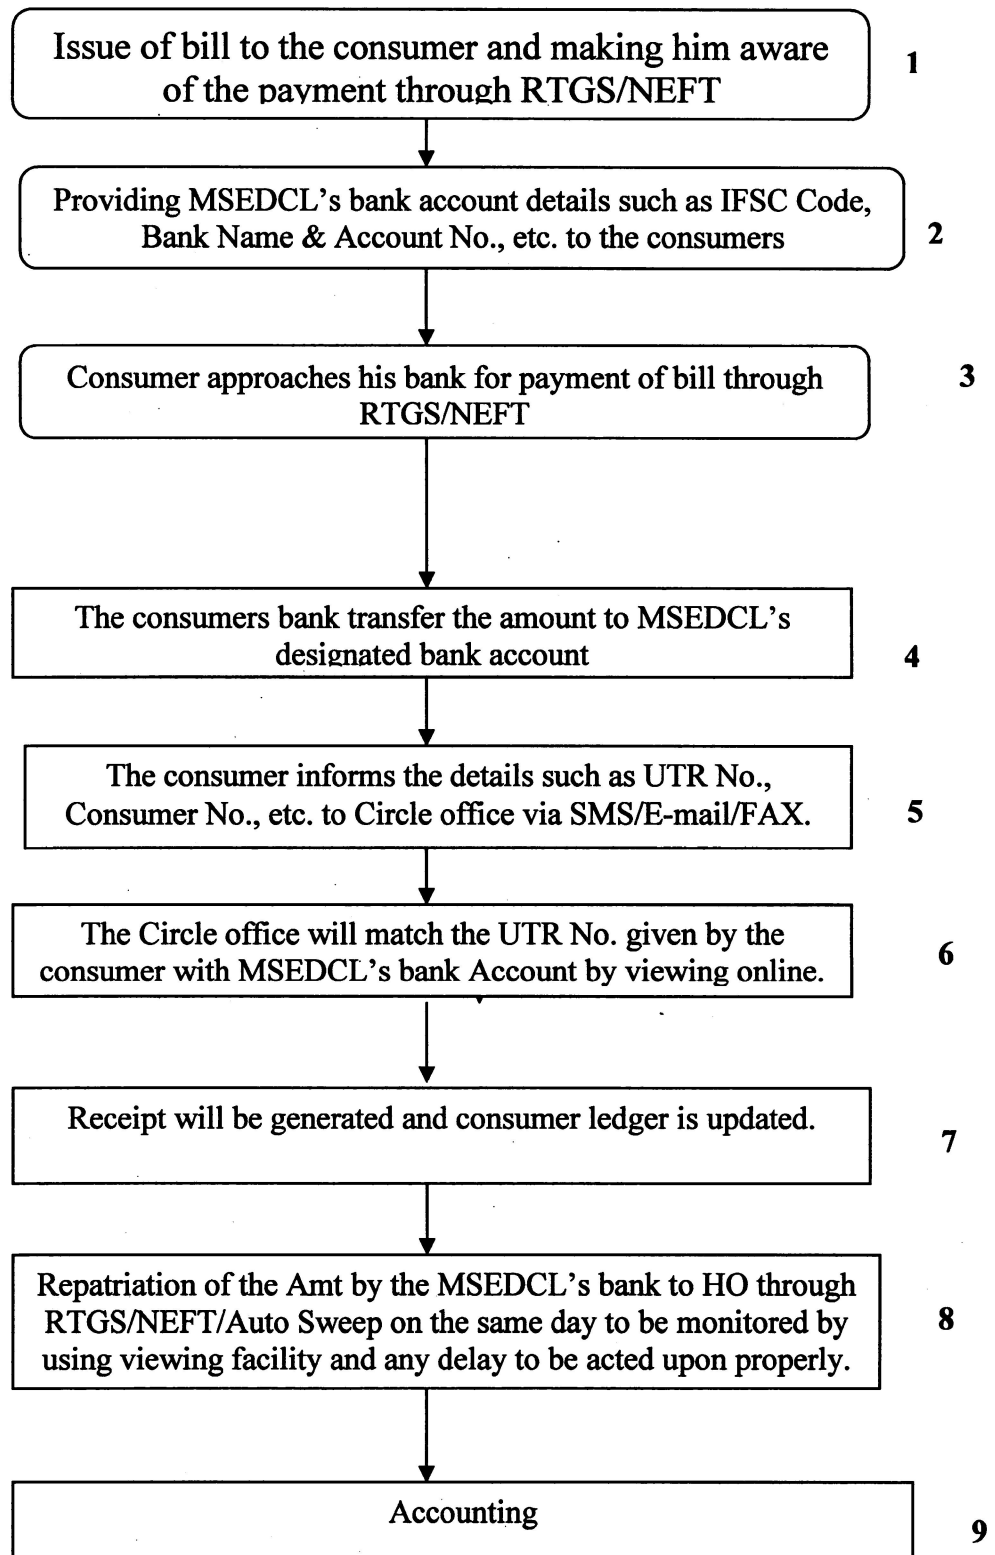 Issue of bill to the consumer and making him aware
of the payment through RTGS/NEFT
1
Providing MSEDCL's bank account details such as IFSC Code,
Bank Name & Account No., etc. to the consumers
2
Consumer approaches his bank for payment of bill through
RTGS/NEFT
3
The consumers bank transfer the amount to MSEDCL's
designated bank account
4
The consumer informs the details such as UTR No.,
Consumer No., etc. to Circle office via SMS/E-mail/FAX.
5
The Circle office will match the UTR No. given by the
consumer with MSEDCL's bank Account by viewing online.
6
Receipt will be generated and consumer ledger is updated.
7
Repatriation of the Amt by the MSEDCL's bank to HO through
RTGS/NEFT/Auto Sweep on the same day to be monitored by
using viewing facility and any delay to be acted upon properly.
8
Accounting
9